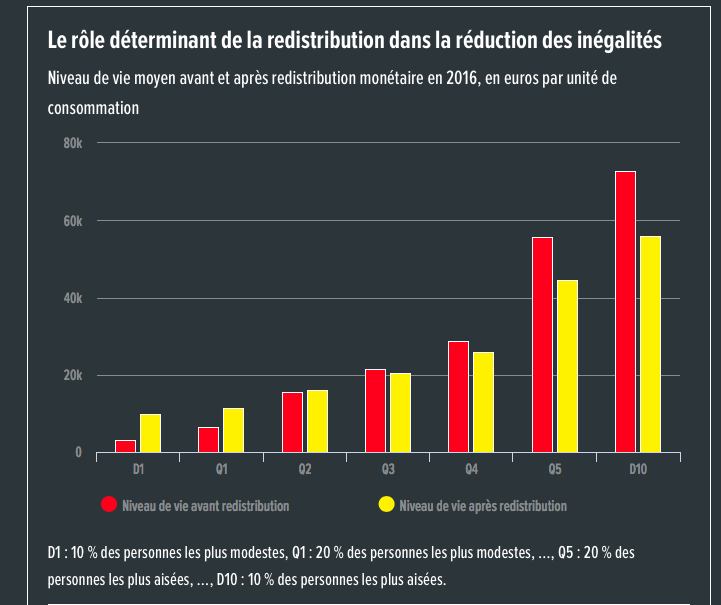 Le rôle déterminant de la redistribution dans la réduction des inégalités
Niveau de vie moyen avant et après redistribution monétaire en 2016, en euros par unité de
consommation
80k
60k
40k
20k
0
D1 Q1 Q2 Q3 Q4 Q5 D10
Niveau de vie avant redistribution Niveau de vie après redistribution
D1 : 10 % des personnes les plus modestes, Q1 : 20 % des personnes les plus modestes, ..., Q5 : 20 % des
personnes les plus aisées, ..., D10 : 10 % des personnes les plus aisées.